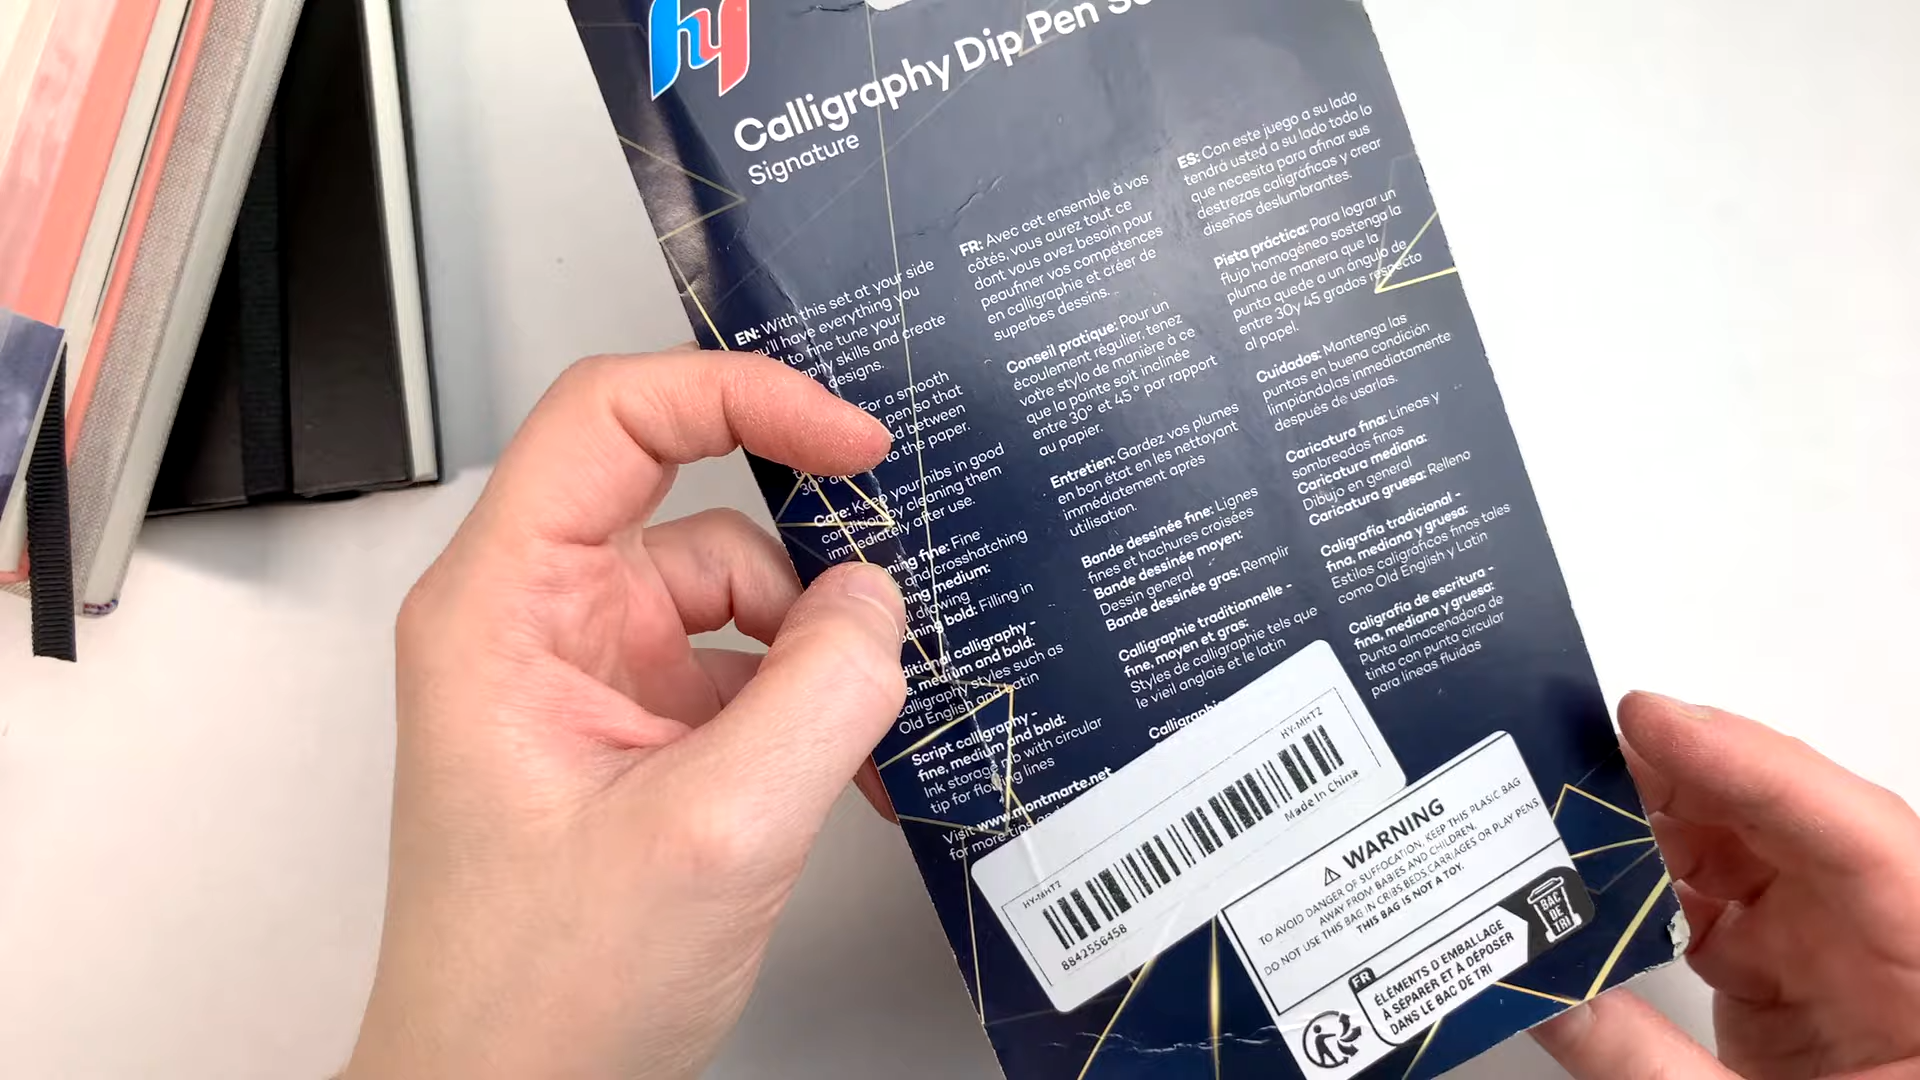 hy
Calligraphy Dip Pen
Signature
EN: With this set at your side
have everything you
to fine tune your
skills and create
designs.
For a smooth
pen so that
between
to the paper.
30°
Care: Keep your nibs in good
condition by cleaning them
immediately after use.
fine: Fine
and crosshatching
medium:
drawing
bold: Filling in
calligraphy -
medium and bold:
Calligraphy styles such as
Old English and Latin
Script calligraphy -
fine, medium and bold:
Ink storage nib with circular
tip for flowing lines
Visit www.montmarte.net
for more tips
FR: Avec cet ensemble à vos
côtés, vous aurez tout ce
dont vous avez besoin pour
peaufiner vos compétences
en calligraphie et créer de
superbes dessins.
Conseil pratique: Pour un
écoulement régulier, tenez
votre stylo de manière à ce
que la pointe soit inclinée
entre 30° et 45° par rapport
au papier.
Entretien: Gardez vos plumes
en bon état en les nettoyant
immédiatement après
utilisation.
Bande dessinée fine: Lignes
fines et hachures croisées
Bande dessinée moyen:
Dessin general
Bande dessinée gras: Remplir
Calligraphie traditionnelle -
fine, moyen et gras:
Styles de calligraphie tels que
le vieil anglais et le latin
Calligraphie
ES: Con este juego a su lado
tendrá usted a su lado todo lo
que necesita para afinar sus
destrezas caligráficas y crear
diseños deslumbrantes.
Pista práctica: Para lograr un
flujo homogéneo sostenga la
pluma de manera que la
punta quede a un ángulo de
entre 30y 45 grados respecto
al papel.
Cuidados: Mantenga las
puntas en buena condición
limpiándolas inmediatamente
después de usarlas.
Caricatura fina: Líneas y
sombreados finos
Caricatura mediana:
Dibujo en general
Caricatura gruesa: Relleno
Caligrafía tradicional -
fina, mediana y gruesa:
Estilos caligráficos finos tales
como Old English y Latin
Caligrafía de escritura -
fina, mediana y gruesa:
Punta almacenadora de
tinta con punta circular
para líneas fluidas
HY-MHTZ
HY-MHTZ
8842556458
Made In China
⚠ WARNING
TO AVOID DANGER OF SUFFOCATION, KEEP THIS PLASIC BAG
AWAY FROM BABIES AND CHILDREN.
DO NOT USE THIS BAG IN CRIBS,BEDS,CARRIAGES OR PLAY PENS.
THIS BAG IS NOT A TOY.
FR
ÉLÉMENTS D'EMBALLAGE
À SÉPARER ET À DÉPOSER
DANS LE BAC DE TRI
BAC
DE
TRI